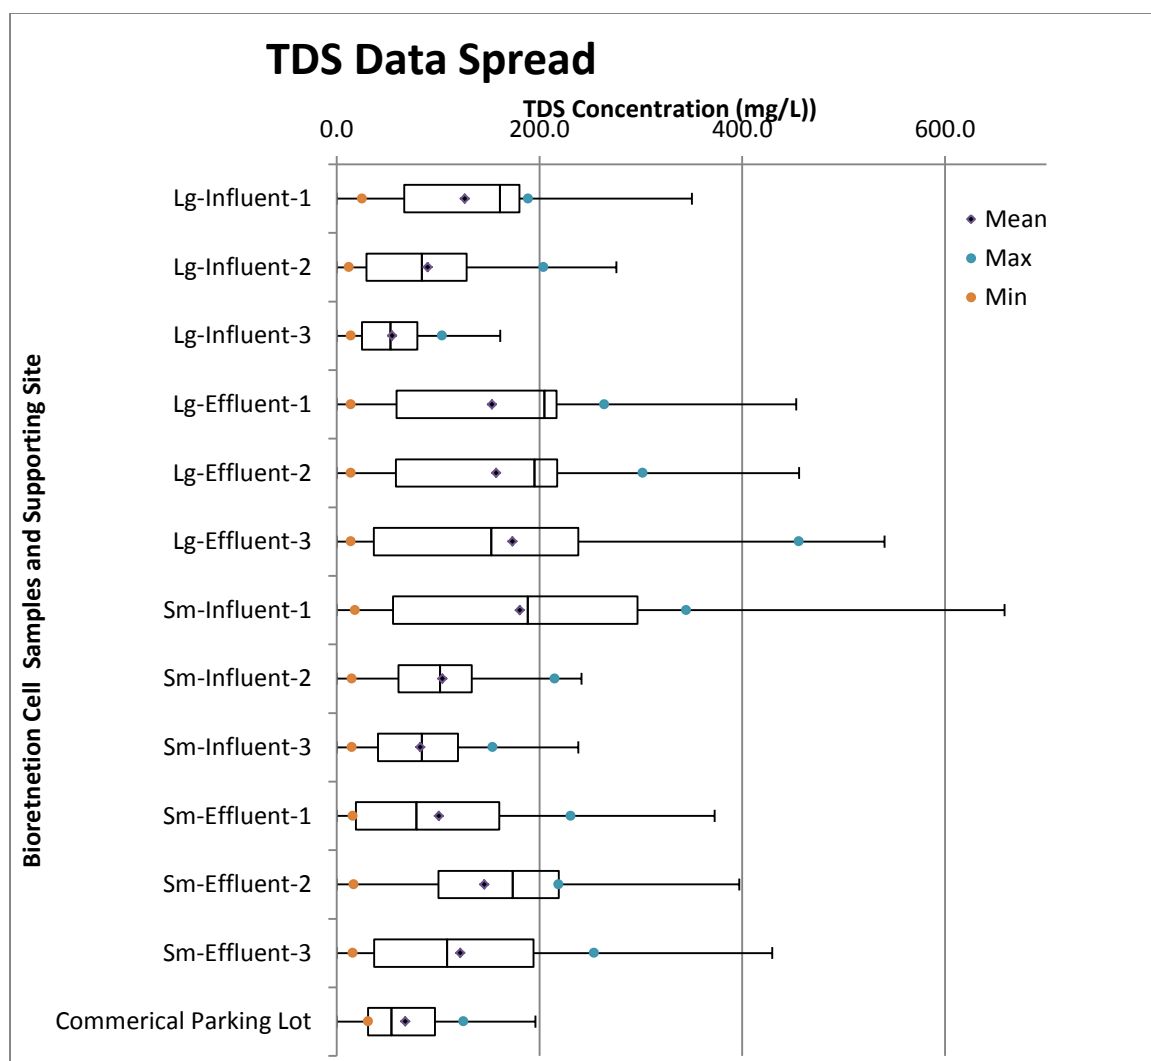 TDS Data Spread
TDS Concentration (mg/L))
0.0 200.0 400.0 600.0
Bioretnetion Cell Samples and Supporting Site
Lg-Influent-1
Lg-Influent-2
Lg-Influent-3
Lg-Effluent-1
Lg-Effluent-2
Lg-Effluent-3
Sm-Influent-1
Sm-Influent-2
Sm-Influent-3
Sm-Effluent-1
Sm-Effluent-2
Sm-Effluent-3
Commerical Parking Lot
Mean
Max
Min